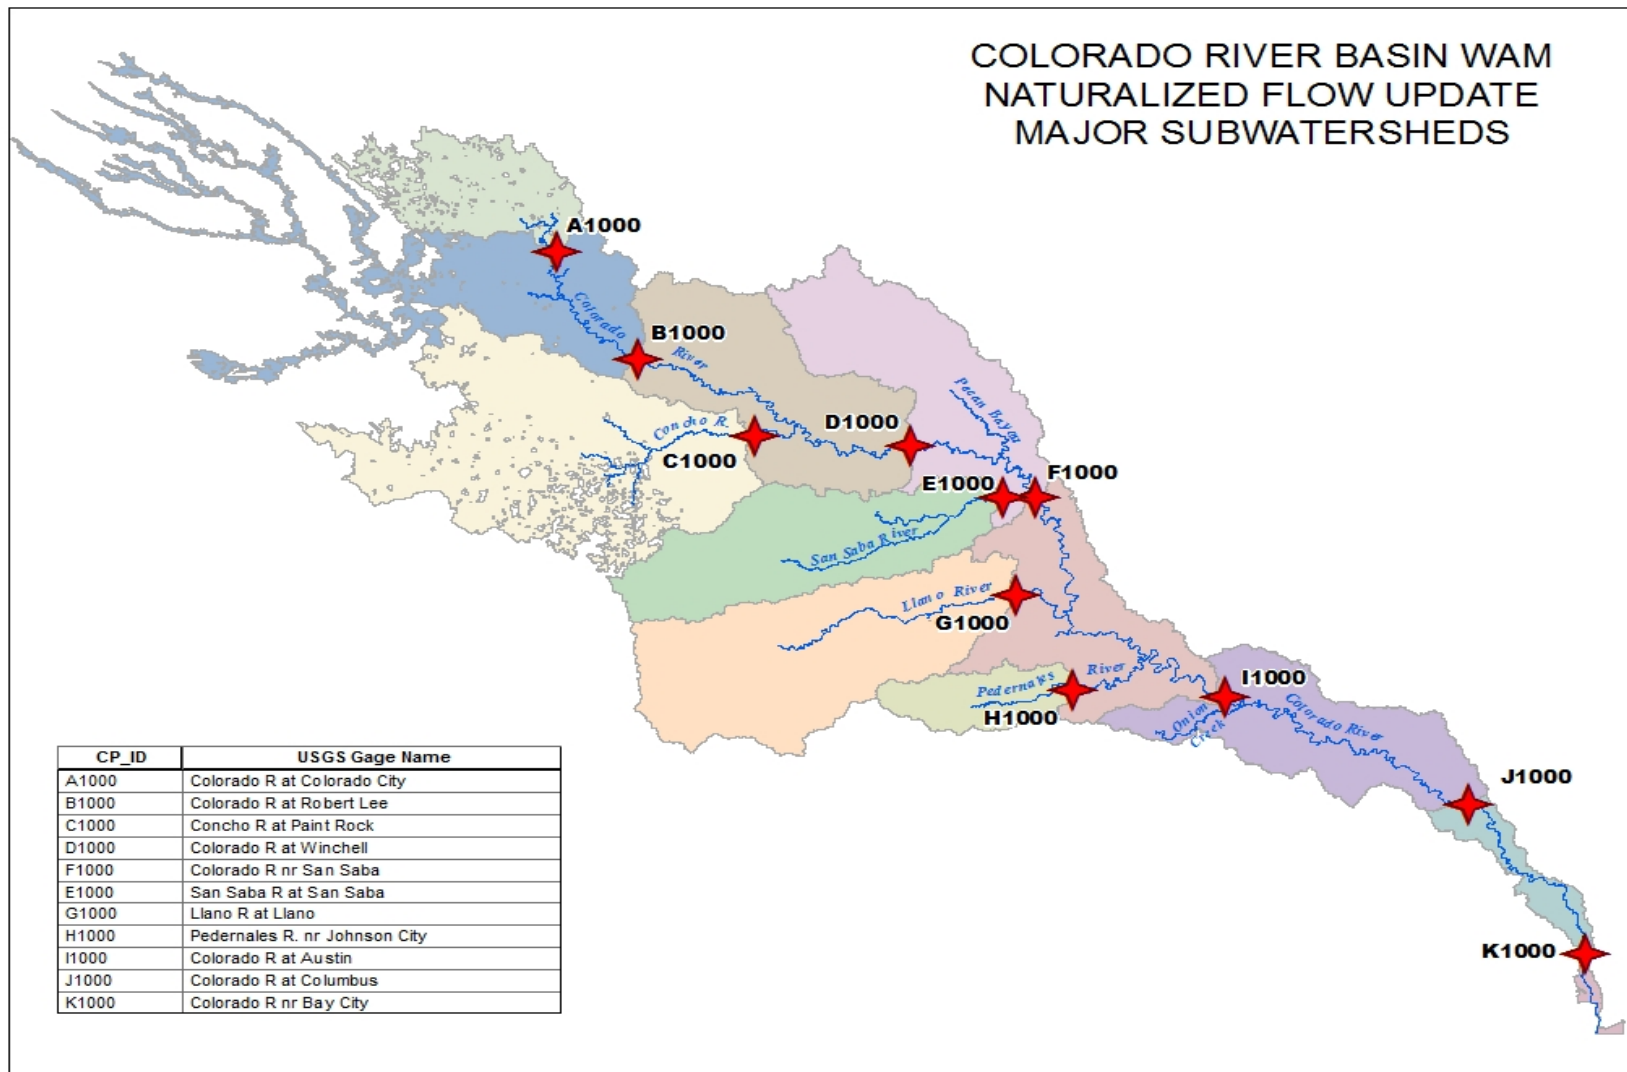 COLORADO RIVER BASIN WAM
NATURALIZED FLOW UPDATE
MAJOR SUBWATERSHEDS
A1000
Colorado
River
B1000
Concho R.
C1000
D1000
Pecan Bayou
E1000
F1000
San Saba River
Llano River
G1000
Pedernales
River
H1000
I1000
Onion
Creek
Colorado River
J1000
K1000
CP_ID USGS Gage Name
A1000 Colorado R at Colorado City
B1000 Colorado R at Robert Lee
C1000 Concho R at Paint Rock
D1000 Colorado R at Winchell
F1000 Colorado R nr San Saba
E1000 San Saba R at San Saba
G1000 Llano R at Llano
H1000 Pedernales R. nr Johnson City
I1000 Colorado R at Austin
J1000 Colorado R at Columbus
K1000 Colorado R nr Bay City